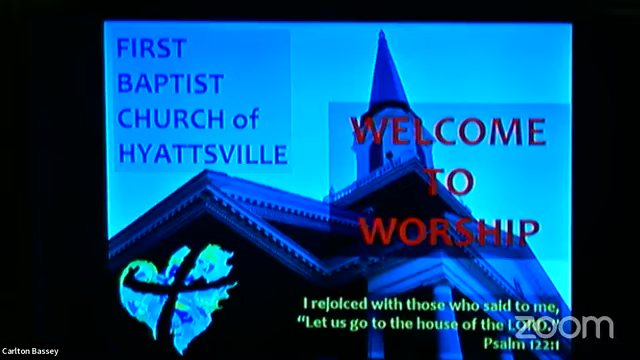 FIRST
BAPTIST
CHURCH of
HYATTSVILLE
WELCOME
TO
WORSHIP
I rejoiced with those who said to me,
"Let us go to the house of the LORD."
Psalm 122:1
zoom
Carlton Bassey